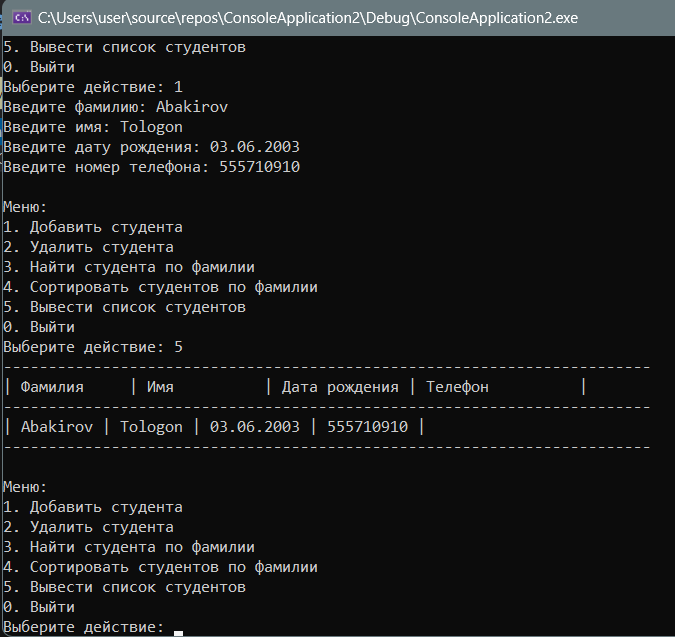 C:\Users\user\source\repos\ConsoleApplication2\Debug\ConsoleApplication2.exe
5. Вывести список студентов
0. Выйти
Выберите действие: 1
Введите фамилию: Abakirov
Введите имя: Tologon
Введите дату рождения: 03.06.2003
Введите номер телефона: 555710910
Меню:
1. Добавить студента
2. Удалить студента
3. Найти студента по фамилии
4. Сортировать студентов по фамилии
5. Вывести список студентов
0. Выйти
Выберите действие: 5
------------------------------------------------------------------------
| Фамилия     | Имя          | Дата рождения | Телефон          |
------------------------------------------------------------------------
| Abakirov | Tologon | 03.06.2003 | 555710910 |
------------------------------------------------------------------------
Меню:
1. Добавить студента
2. Удалить студента
3. Найти студента по фамилии
4. Сортировать студентов по фамилии
5. Вывести список студентов
0. Выйти
Выберите действие: